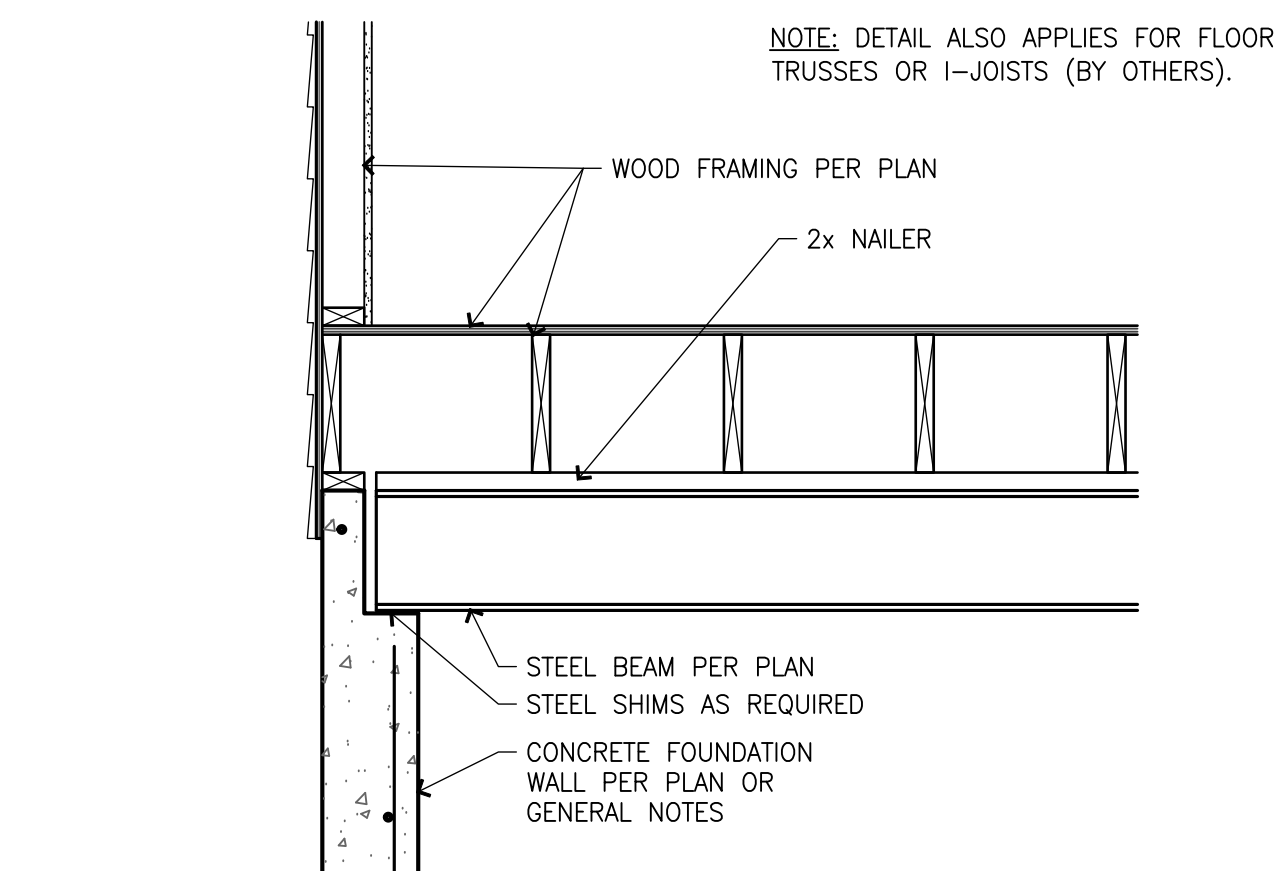 NOTE: DETAIL ALSO APPLIES FOR FLOOR
TRUSSES OR I-JOISTS (BY OTHERS).
WOOD FRAMING PER PLAN
2x NAILER
STEEL BEAM PER PLAN
STEEL SHIMS AS REQUIRED
CONCRETE FOUNDATION
WALL PER PLAN OR
GENERAL NOTES